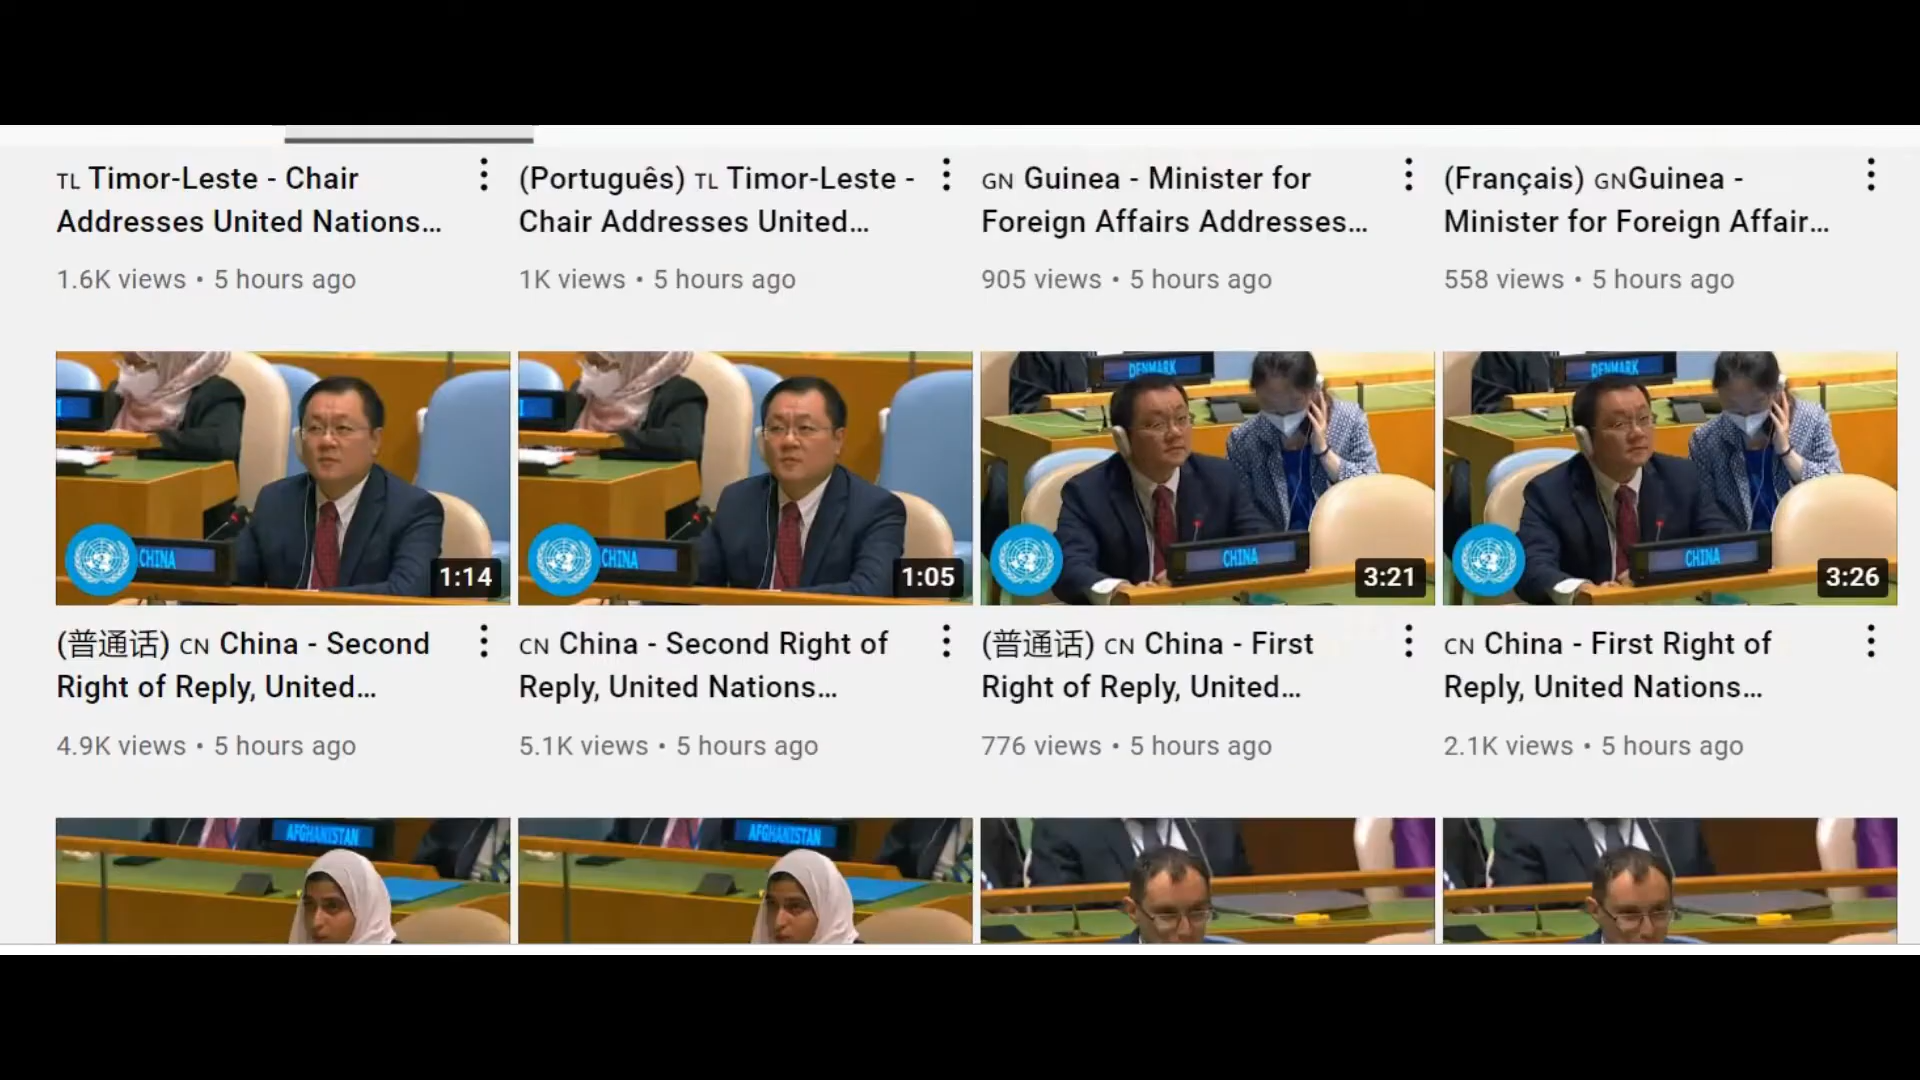 TL Timor-Leste - Chair
Addresses United Nations...
1.6K views • 5 hours ago
(Português) TL Timor-Leste -
Chair Addresses United...
1K views • 5 hours ago
GN Guinea - Minister for
Foreign Affairs Addresses...
905 views • 5 hours ago
(Français) GNGuinea -
Minister for Foreign Affair...
558 views • 5 hours ago
CHINA
1:14
CHINA
1:05
DENMARK
CHINA
3:21
DENMARK
CHINA
3:26
(普通话) CN China - Second
Right of Reply, United...
4.9K views • 5 hours ago
CN China - Second Right of
Reply, United Nations...
5.1K views • 5 hours ago
(普通话) CN China - First
Right of Reply, United...
776 views • 5 hours ago
CN China - First Right of
Reply, United Nations...
2.1K views • 5 hours ago
AFGHANISTAN
AFGHANISTAN